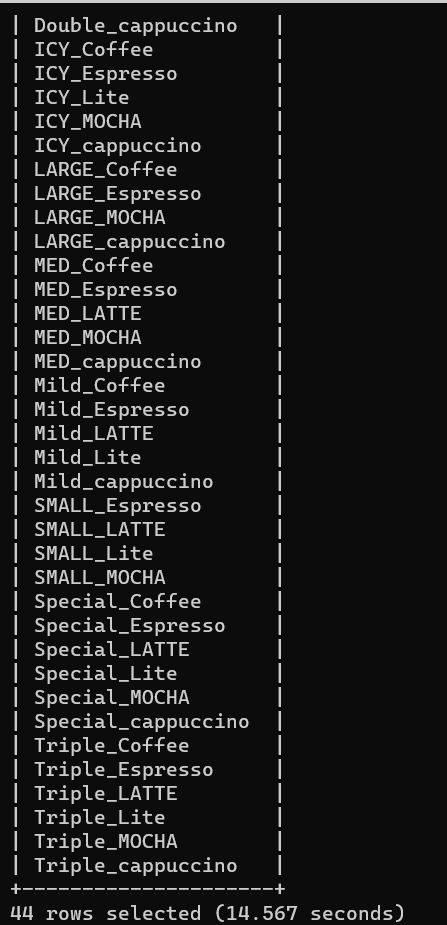 | Double_cappuccino |
| ICY_Coffee |
| ICY_Espresso |
| ICY_Lite |
| ICY_MOCHA |
| ICY_cappuccino |
| LARGE_Coffee |
| LARGE_Espresso |
| LARGE_MOCHA |
| LARGE_cappuccino |
| MED_Coffee |
| MED_Espresso |
| MED_LATTE |
| MED_MOCHA |
| MED_cappuccino |
| Mild_Coffee |
| Mild_Espresso |
| Mild_LATTE |
| Mild_Lite |
| Mild_cappuccino |
| SMALL_Espresso |
| SMALL_LATTE |
| SMALL_Lite |
| SMALL_MOCHA |
| Special_Coffee |
| Special_Espresso |
| Special_LATTE |
| Special_Lite |
| Special_MOCHA |
| Special_cappuccino |
| Triple_Coffee |
| Triple_Espresso |
| Triple_LATTE |
| Triple_Lite |
| Triple_MOCHA |
| Triple_cappuccino |
+---------------------+
44 rows selected (14.567 seconds)